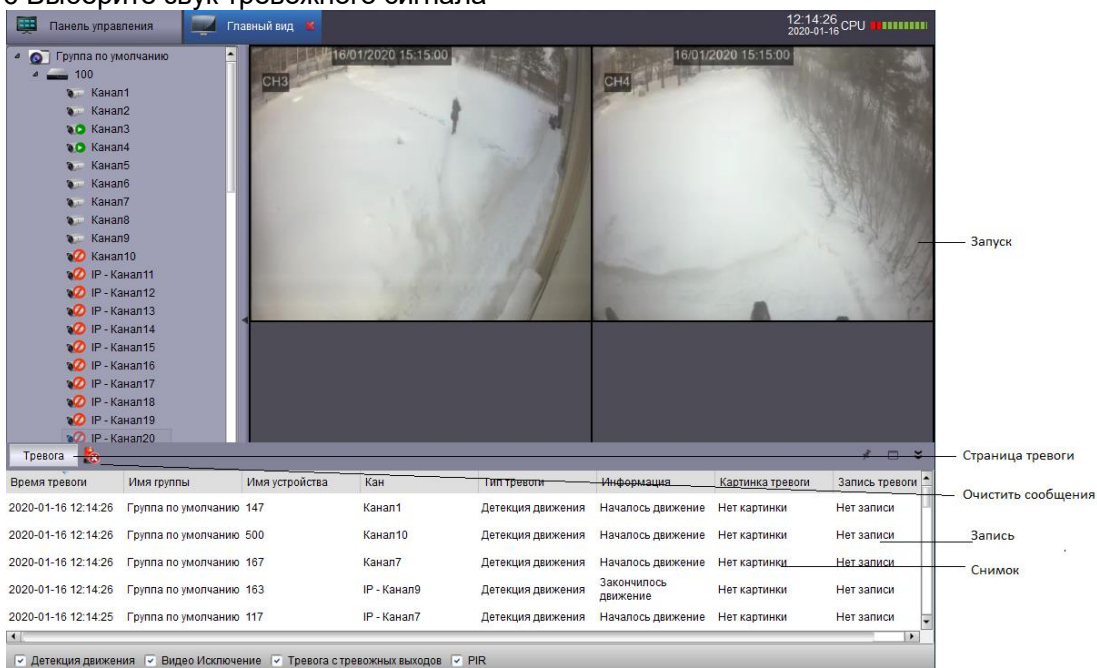 Выберите звук тревожного сигнала
Панель управления Главный вид 12:14:26 2020-01-16 CPU
Группа по умолчанию
100
Канал1
Канал2
Канал3
Канал4
Канал5
Канал6
Канал7
Канал8
Канал9
Канал10
IP - Канал11
IP - Канал12
IP - Канал13
IP - Канал14
IP - Канал15
IP - Канал16
IP - Канал17
IP - Канал18
IP - Канал19
IP - Канал20
16/01/2020 15:15:00
CH3
16/01/2020 15:15:00
CH4
Запуск
Тревога
Страница тревоги
Время тревоги Имя группы Имя устройства Кан Тип тревоги Информация Картинка тревоги Запись тревоги
Очистить сообщения
2020-01-16 12:14:26 Группа по умолчанию 147 Канал1 Детекция движения Началось движение Нет картинки Нет записи
2020-01-16 12:14:26 Группа по умолчанию 500 Канал10 Детекция движения Началось движение Нет картинки Нет записи
Запись
2020-01-16 12:14:26 Группа по умолчанию 167 Канал7 Детекция движения Началось движение Нет картинки Нет записи
Снимок
2020-01-16 12:14:26 Группа по умолчанию 163 IP - Канал9 Детекция движения Закончилось движение Нет картинки Нет записи
2020-01-16 12:14:25 Группа по умолчанию 117 IP - Канал7 Детекция движения Началось движение Нет картинки Нет записи
Детекция движения Видео Исключение Тревога с тревожных выходов PIR